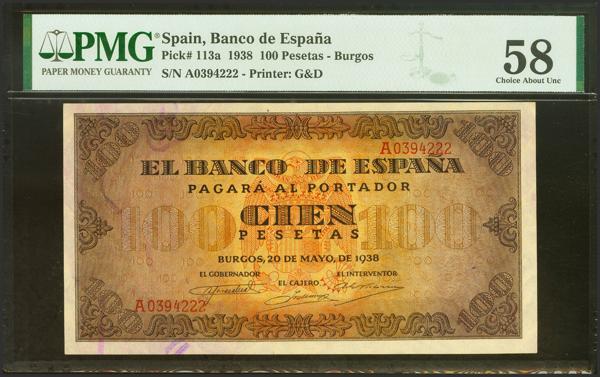 PMG
PAPER MONEY GUARANTY
Spain, Banco de España
Pick# 113a 1938 100 Pesetas - Burgos
S/N A0394222 - Printer: G&D
58
Choice About Unc
100 100
A0394222
EL BANCO DE ESPAÑA
PAGARÁ AL PORTADOR
100 CIEN 100
PESETAS
BURGOS, 20 DE MAYO, DE 1938
EL GOBERNADOR EL CAJERO EL INTERVENTOR
A0394222
100 100